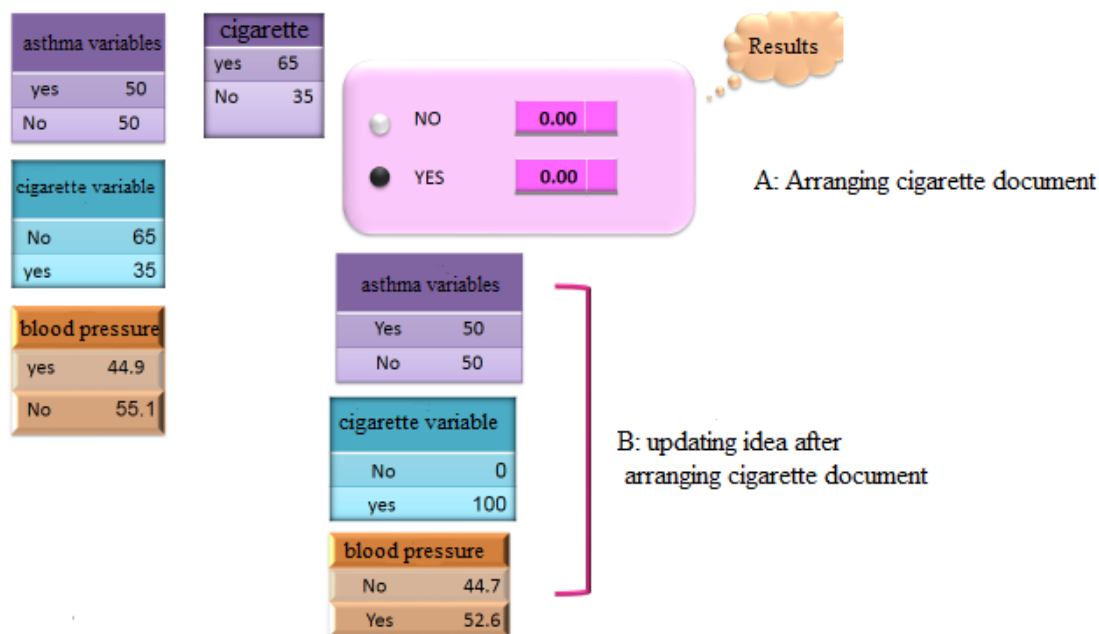 asthma variables
yes 50
No 50
cigarette
yes 65
No 35
Results
NO 0.00
YES 0.00
cigarette variable
No 65
yes 35
A: Arranging cigarette document
blood pressure
yes 44.9
No 55.1
asthma variables
Yes 50
No 50
cigarette variable
No 0
yes 100
B: updating idea after
arranging cigarette document
blood pressure
No 44.7
Yes 52.6